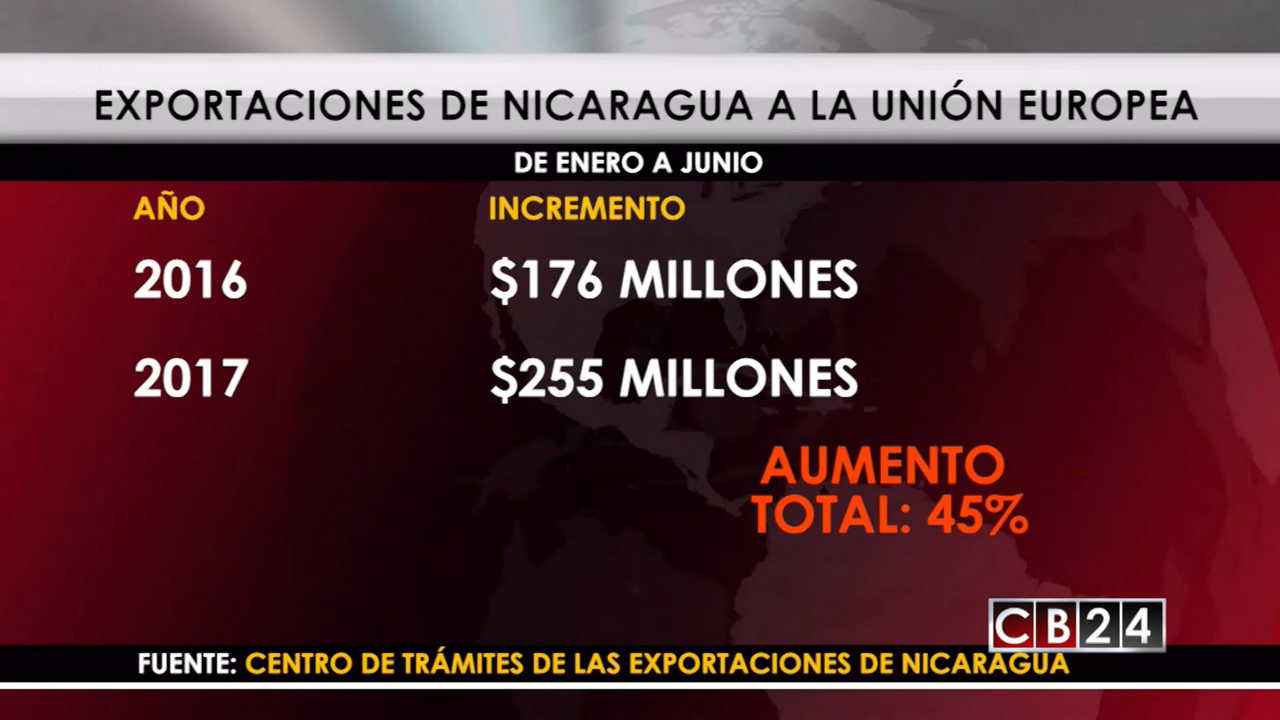 EXPORTACIONES DE NICARAGUA A LA UNIÓN EUROPEA
DE ENERO A JUNIO
AÑO INCREMENTO
2016 $176 MILLONES
2017 $255 MILLONES
AUMENTO
TOTAL: 45%
CB24
FUENTE: CENTRO DE TRÁMITES DE LAS EXPORTACIONES DE NICARAGUA